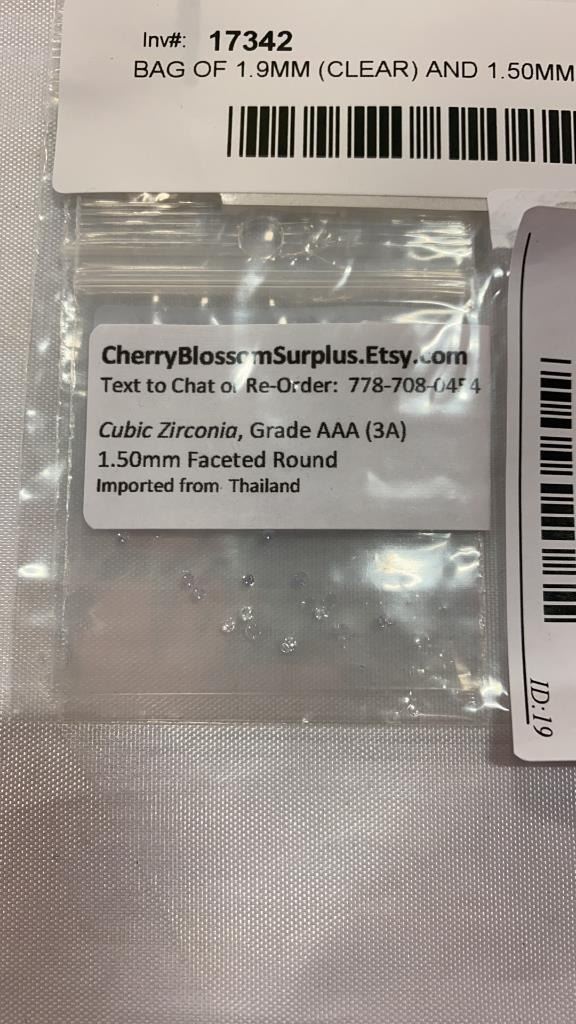 Inv#: 17342
BAG OF 1.9MM (CLEAR) AND 1.50MM
CherryBlossomSurplus.Etsy.com
Text to Chat or Re-Order: 778-708-0454
Cubic Zirconia, Grade AAA (3A)
1.50mm Faceted Round
Imported from Thailand
ID:19